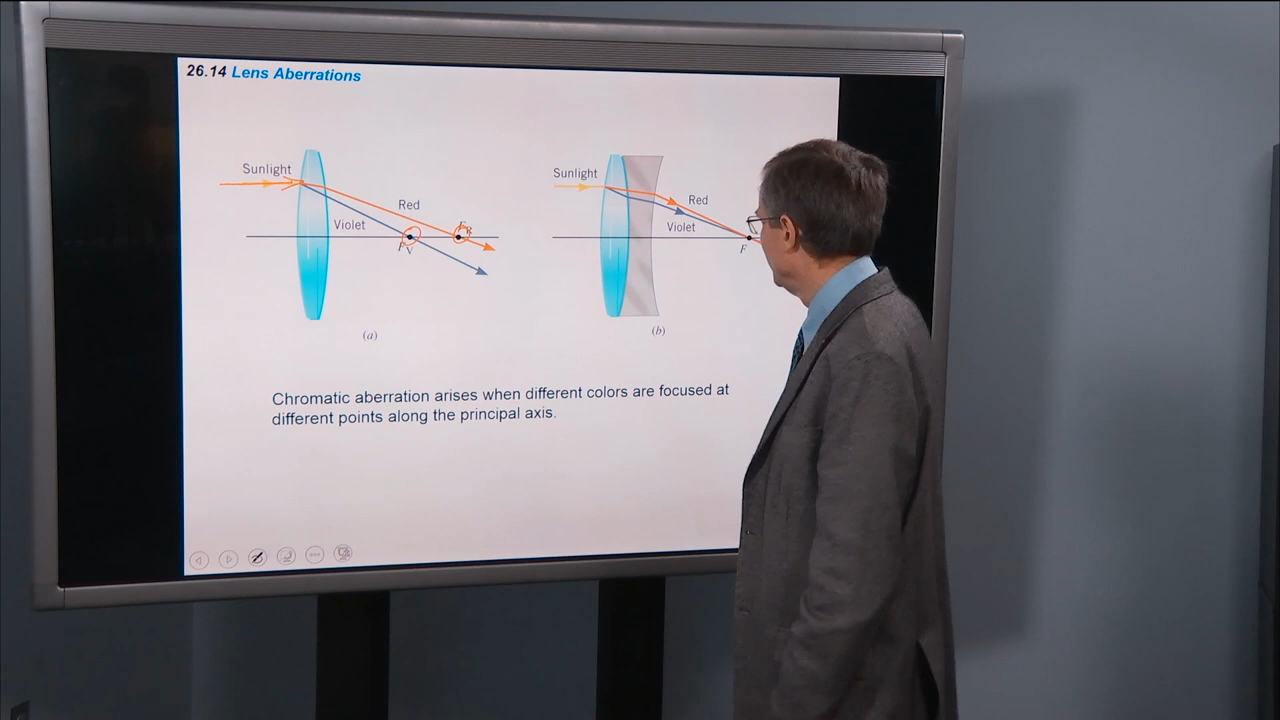 26.14 Lens Aberrations
Sunlight
Red
Violet
F_R
F_V
(a)
Sunlight
Red
Violet
F
(b)
Chromatic aberration arises when different colors are focused at
different points along the principal axis.